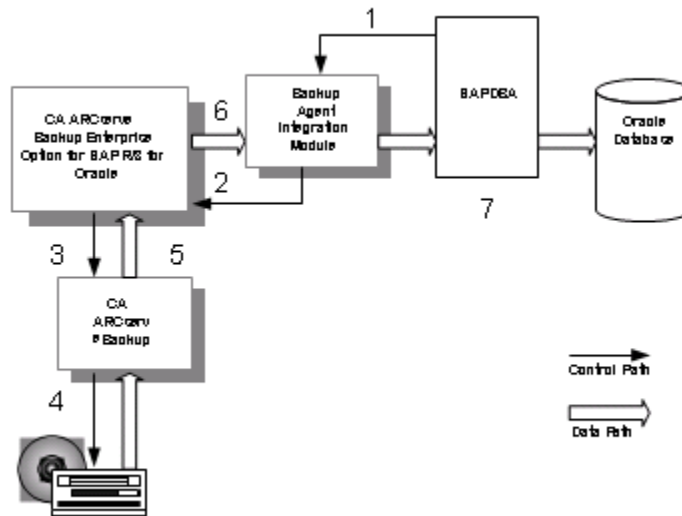 1
CA ARCserve
Backup Enterprise
Option for SAP R/3 for
Oracle
6
Backup
Agent
Integration
Module
SAPDBA
Oracle
Database
2
7
3
5
CA
ARCserv
e Backup
Control Path
4
Data Path